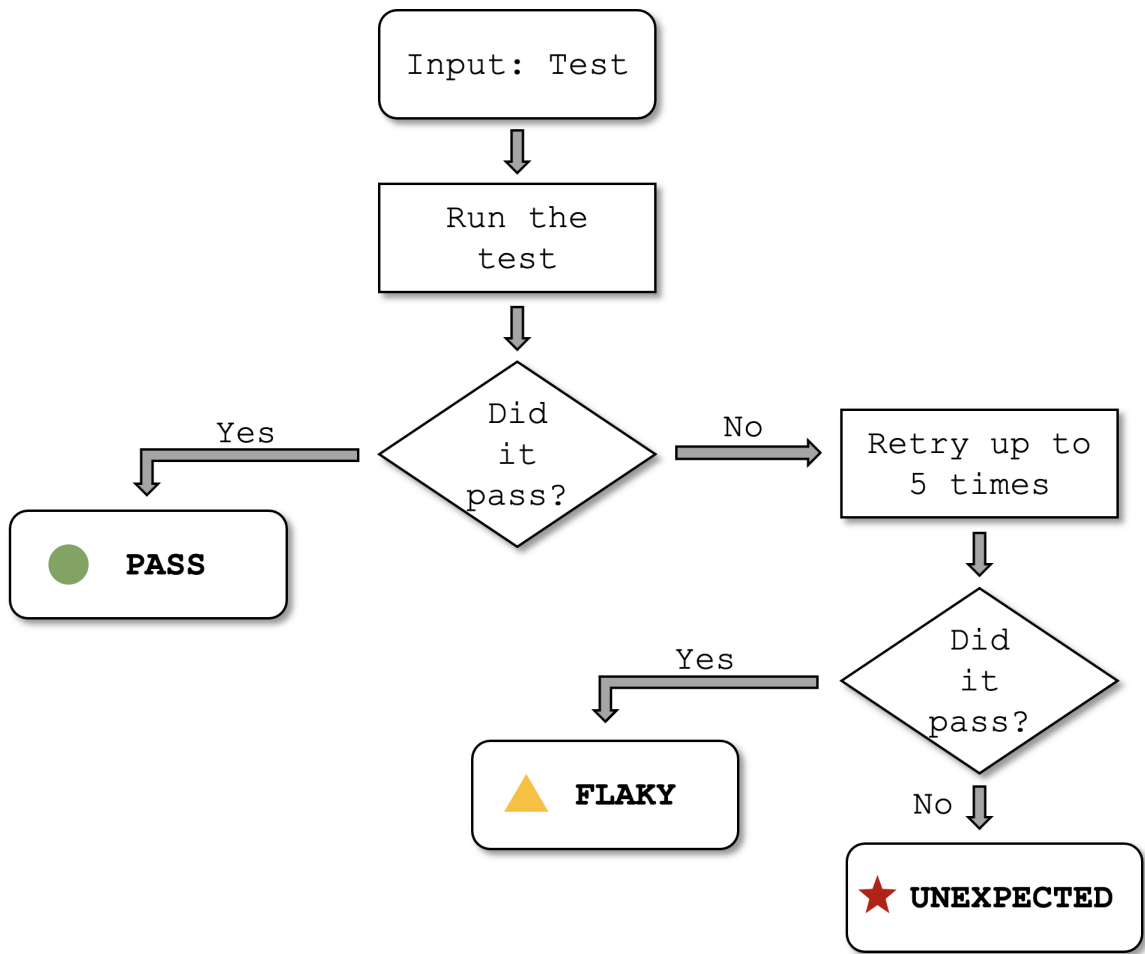 Input: Test
Run the
test
Did
it
pass?
Yes
No
PASS
Retry up to
5 times
Did
it
pass?
Yes
No
FLAKY
UNEXPECTED